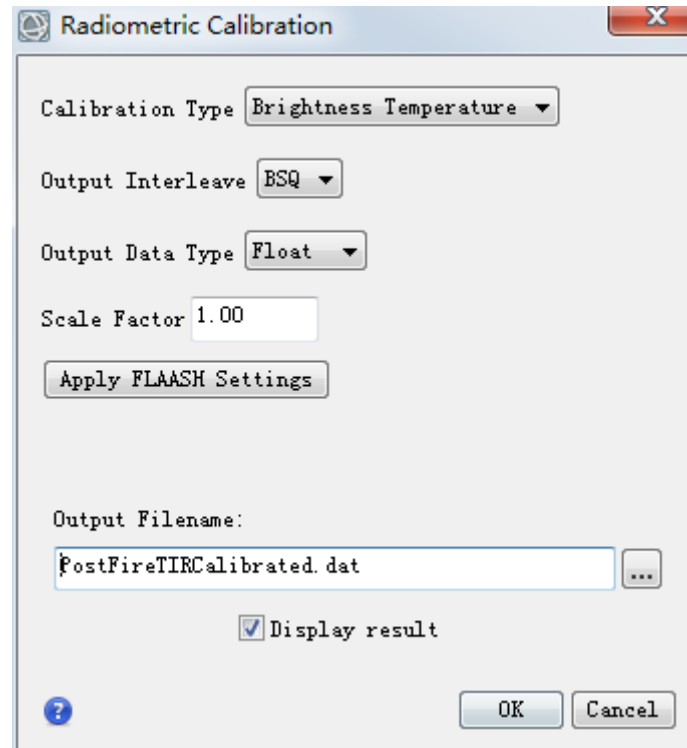 Radiometric Calibration
Calibration Type Brightness Temperature
Output Interleave BSQ
Output Data Type Float
Scale Factor 1.00
Apply FLAASH Settings
Output Filename:
PostFireTIRCalibrated.dat ...
Display result
? OK Cancel